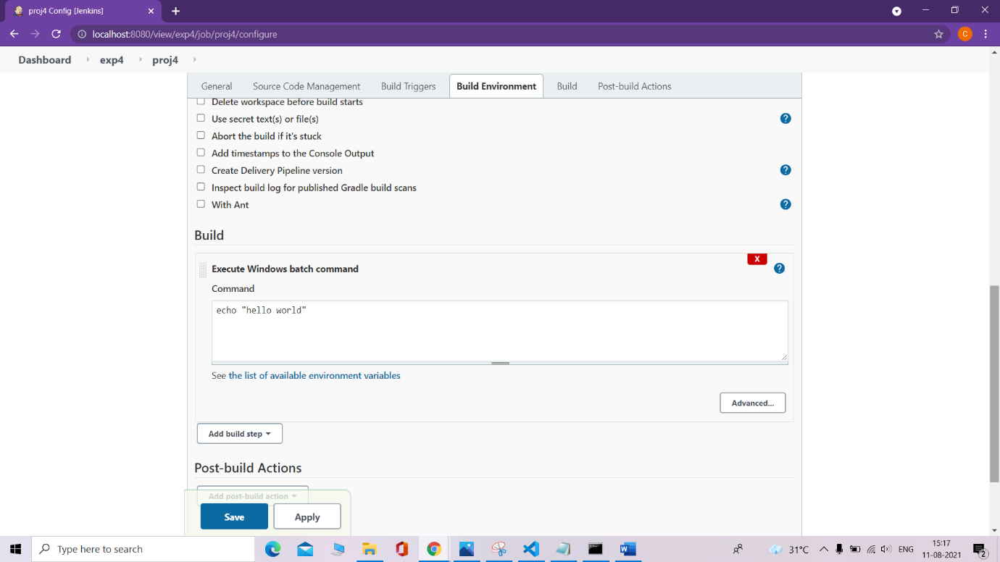 proj4 Config [Jenkins]
localhost:8080/view/exp4/job/proj4/configure
C
Dashboard exp4 proj4
General Source Code Management Build Triggers Build Environment Build Post-build Actions
Delete workspace before build starts
Use secret text(s) or file(s)
?
Abort the build if it's stuck
Add timestamps to the Console Output
Create Delivery Pipeline version
?
Inspect build log for published Gradle build scans
With Ant
?
Build
X
Execute Windows batch command
?
Command
echo "hello world"
See the list of available environment variables
Advanced...
Add build step
Post-build Actions
Add post-build action
Save Apply
Type here to search
31°C
ENG
15:17
11-08-2021
2